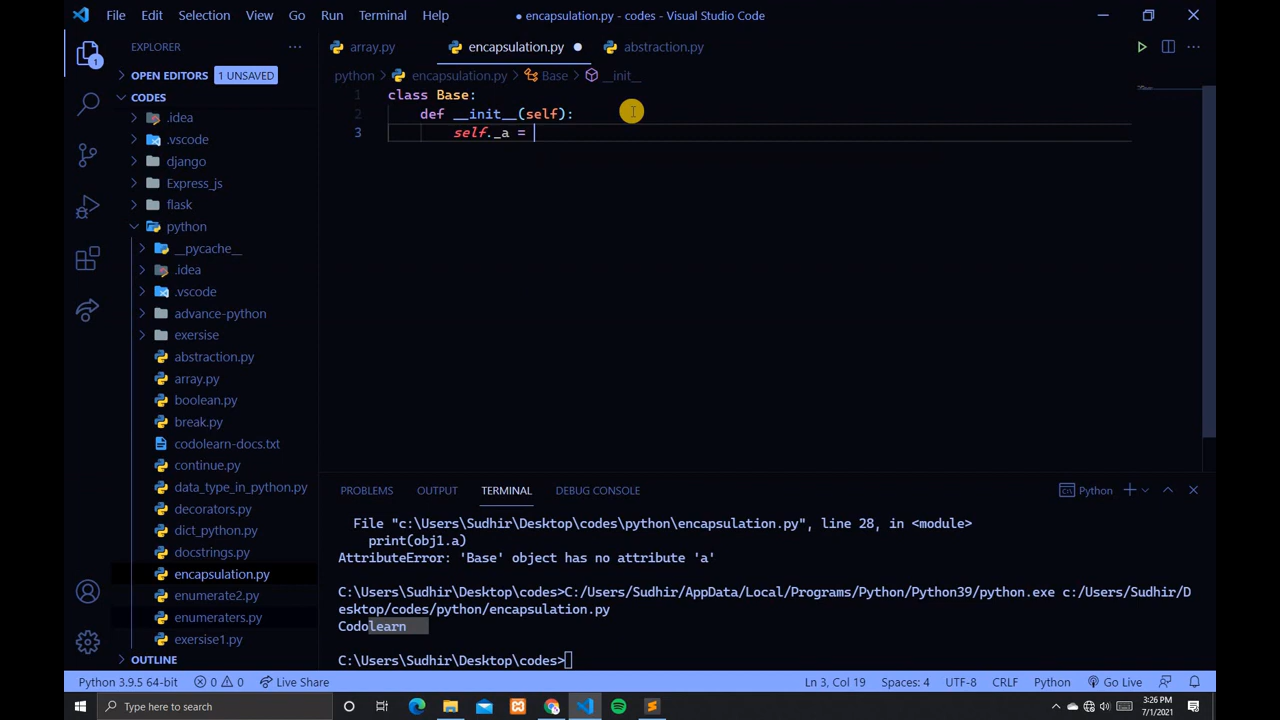 File Edit Selection View Go Run Terminal Help
● encapsulation.py - codes - Visual Studio Code
EXPLORER
OPEN EDITORS 1 UNSAVED
CODES
.idea
.vscode
django
Express_js
flask
python
__pycache__
.idea
.vscode
advance-python
exersise
abstraction.py
array.py
boolean.py
break.py
codolearn-docs.txt
continue.py
data_type_in_python.py
decorators.py
dict_python.py
docstrings.py
encapsulation.py
enumerate2.py
enumeraters.py
exersise1.py
OUTLINE
1
array.py encapsulation.py abstraction.py
python encapsulation.py Base __init__
1 class Base:
2 def __init__(self):
3 self._a =
PROBLEMS OUTPUT TERMINAL DEBUG CONSOLE Python
File "c:\Users\Sudhir\Desktop\codes\python\encapsulation.py", line 28, in <module>
print(obj1.a)
AttributeError: 'Base' object has no attribute 'a'
C:\Users\Sudhir\Desktop\codes>C:/Users/Sudhir/AppData/Local/Programs/Python/Python39/python.exe c:/Users/Sudhir/D
esktop/codes/python/encapsulation.py
Codolearn
C:\Users\Sudhir\Desktop\codes>
Python 3.9.5 64-bit 0 0 Live Share Ln 3, Col 19 Spaces: 4 UTF-8 CRLF Python Go Live
Type here to search
3:26 PM
7/1/2021